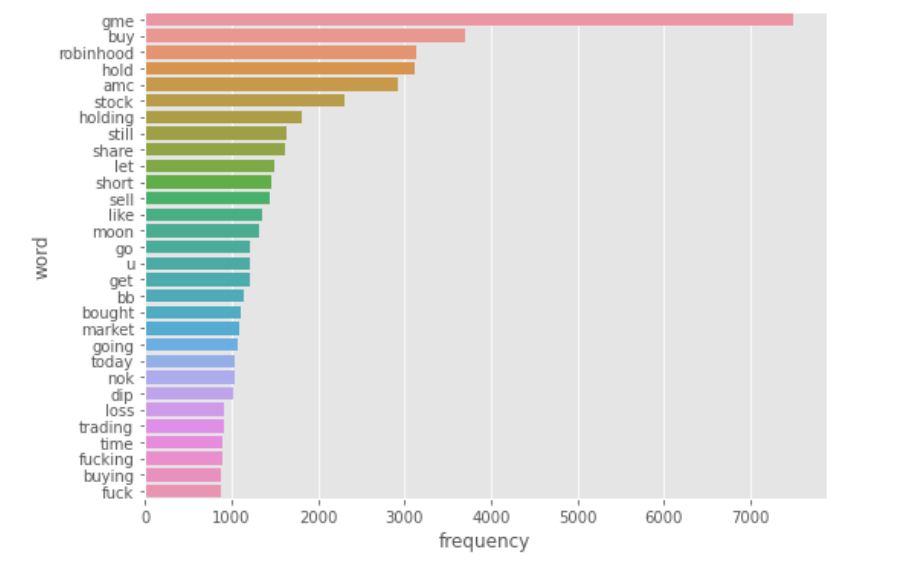 gme
buy
robinhood
hold
amc
stock
holding
still
share
let
short
sell
like
moon
go
u
get
bb
bought
market
going
today
nok
dip
loss
trading
time
fucking
buying
fuck
word
0 1000 2000 3000 4000 5000 6000 7000
frequency